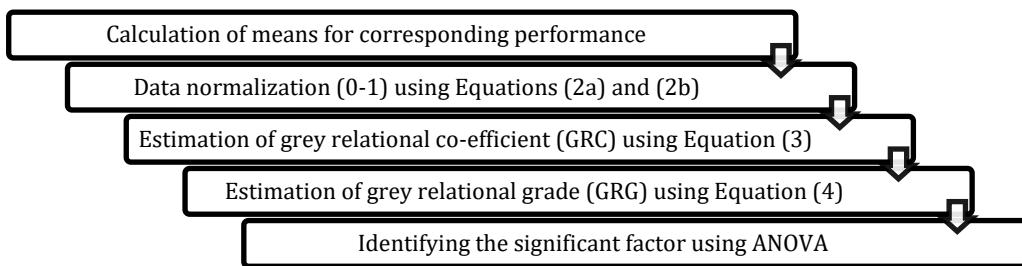 Calculation of means for corresponding performance
Data normalization (0-1) using Equations (2a) and (2b)
Estimation of grey relational co-efficient (GRC) using Equation (3)
Estimation of grey relational grade (GRG) using Equation (4)
Identifying the significant factor using ANOVA